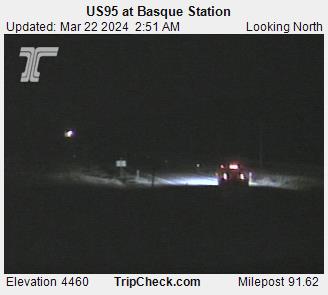 US95 at Basque Station
Updated: Mar 22 2024 2:51 AM Looking North
Elevation 4460 TripCheck.com Milepost 91.62